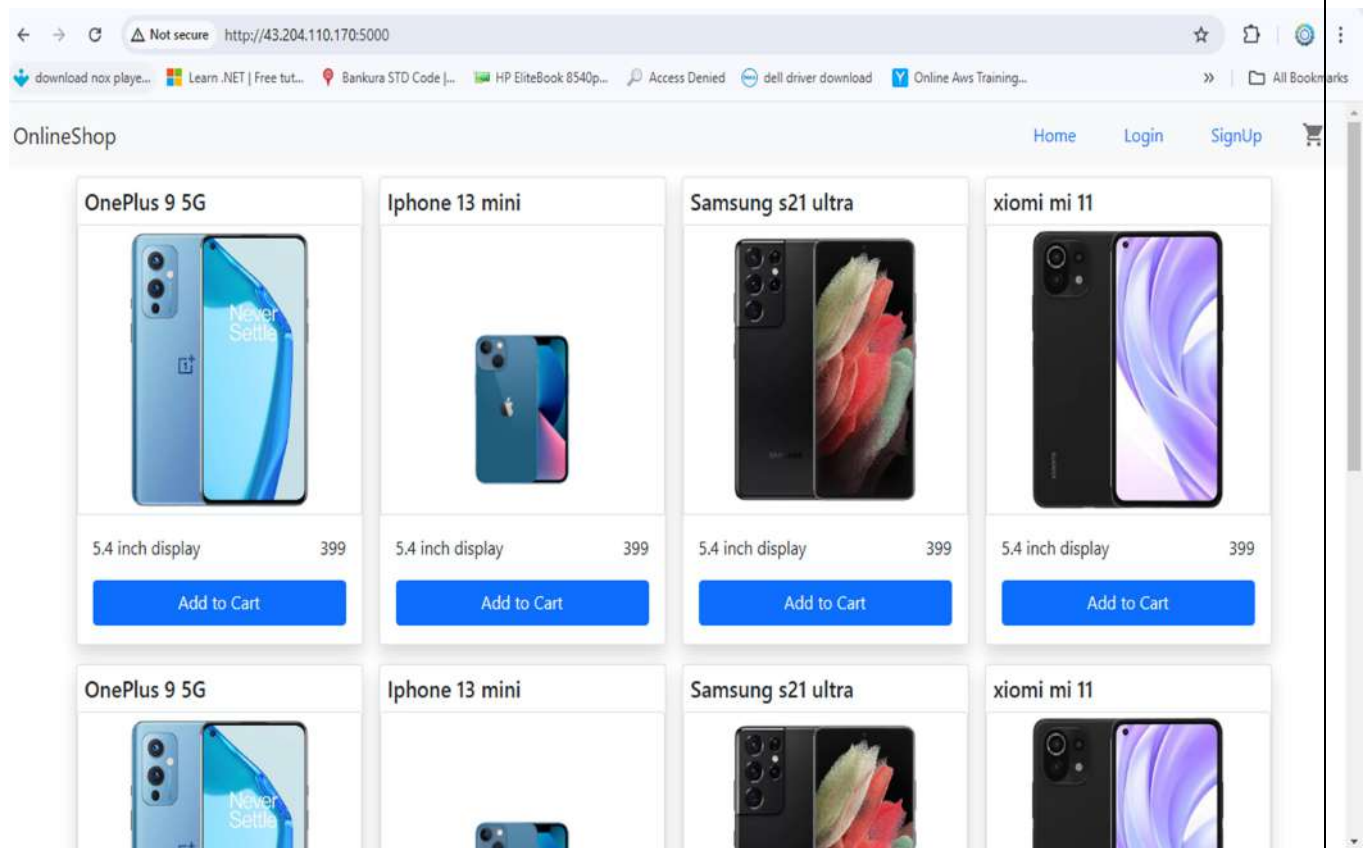 Not secure http://43.204.110.170:5000
download nox playe... Learn .NET | Free tut... Bankura STD Code |... HP EliteBook 8540p... Access Denied dell driver download Online Aws Training... » All Bookmarks
OnlineShop Home Login SignUp
OnePlus 9 5G Iphone 13 mini Samsung s21 ultra xiomi mi 11
Never
Settle
5.4 inch display 399 5.4 inch display 399 5.4 inch display 399 5.4 inch display 399
Add to Cart Add to Cart Add to Cart Add to Cart
OnePlus 9 5G Iphone 13 mini Samsung s21 ultra xiomi mi 11
Never
Settle